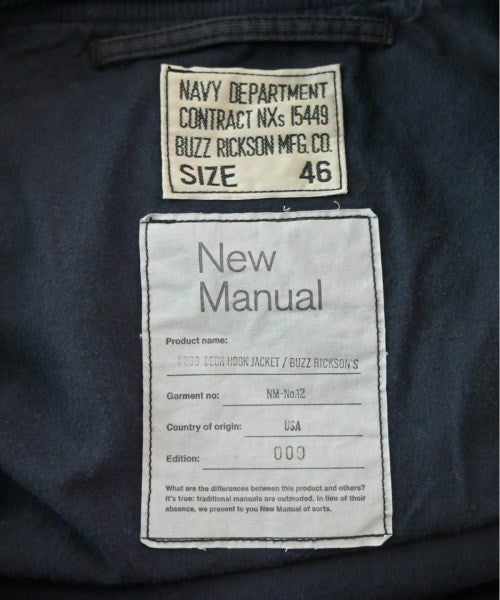 NAVY DEPARTMENT
CONTRACT NXs 15449
BUZZ RICKSON MFG. CO.
SIZE 46
New
Manual
Product name:
DECK HOOK JACKET / BUZZ RICKSON'S
Garment no: NM-No.12
Country of origin: USA
Edition: 009
What are the differences between this product and others?
It's true: traditional manuals are outmoded. In lieu of their
absence, we present to you New Manual of sorts.